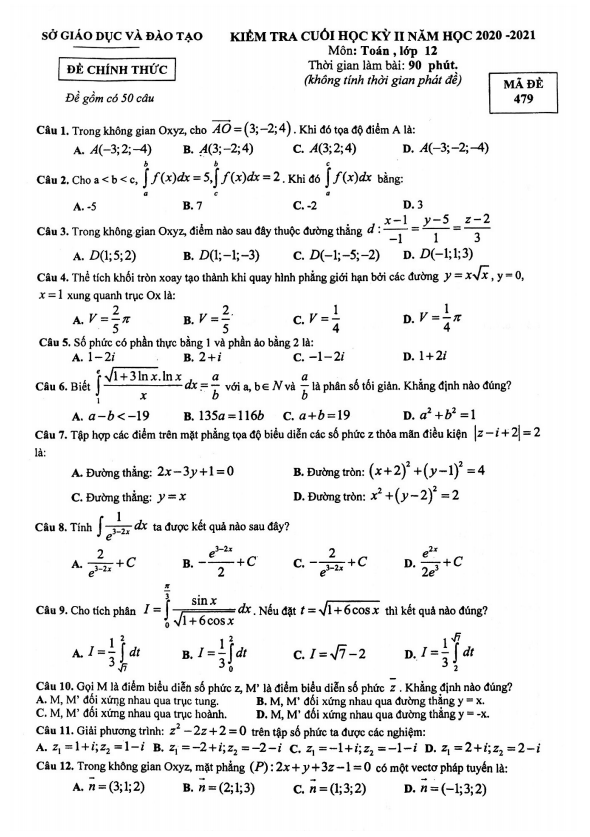 SỞ GIÁO DỤC VÀ ĐÀO TẠO
KIỂM TRA CUỐI HỌC KỲ II NĂM HỌC 2020 -2021
Môn: Toán, lớp 12
ĐỀ CHÍNH THỨC
Thời gian làm bài: 90 phút.
(không tính thời gian phát đề)
MÃ ĐỀ
479
Đề gồm có 50 câu
Câu 1. Trong không gian Oxyz, cho $\overrightarrow{AO}=(3;-2;4)$. Khi đó tọa độ điểm A là:
A. A(−3;2;−4) B. A(3;−2;4) C. A(3;2;4) D. A(−3;−2;−4)
Câu 2. Cho a < b < c, $\int_a^b f(x)dx=5, \int_c^b f(x)dx=2$. Khi đó $\int_a^c f(x)dx$ bằng:
A. -5 B. 7 C. -2 D. 3
Câu 3. Trong không gian Oxyz, điểm nào sau đây thuộc đường thẳng $d:\frac{x-1}{-1}=\frac{y-5}{1}=\frac{z-2}{3}$
A. D(1;5;2) B. D(1;−1;−3) C. D(−1;−5;−2) D. D(−1;1;3)
Câu 4. Thể tích khối tròn xoay tạo thành khi quay hình phẳng giới hạn bởi các đường $y=x\sqrt{x}$, y = 0,
x = 1 xung quanh trục Ox là:
A. $V=\frac{2}{5}\pi$ B. $V=\frac{2}{5}$ C. $V=\frac{1}{4}$ D. $V=\frac{1}{4}\pi$
Câu 5. Số phức có phần thực bằng 1 và phần ảo bằng 2 là:
A. 1−2i B. 2+i C. −1−2i D. 1+2i
Câu 6. Biết $\int_1^e \frac{\sqrt{1+3\ln x}.\ln x}{x}dx=\frac{a}{b}$ với a, b∈N và $\frac{a}{b}$ là phân số tối giản. Khẳng định nào đúng?
A. a−b<−19 B. 135a=116b C. a+b=19 D. a²+b²=1
Câu 7. Tập hợp các điểm trên mặt phẳng tọa độ biểu diễn các số phức z thỏa mãn điều kiện |z−i+2|=2
là:
A. Đường thẳng: 2x−3y+1=0 B. Đường tròn: (x+2)²+(y−1)²=4
C. Đường thẳng: y=x D. Đường tròn: x²+(y−2)²=2
Câu 8. Tính $\int \frac{1}{e^{3-2x}}dx$ ta được kết quả nào sau đây?
A. $\frac{2}{e^{3-2x}}+C$ B. $-\frac{e^{3-2x}}{2}+C$ C. $-\frac{2}{e^{3-2x}}+C$ D. $\frac{e^{2x}}{2e^3}+C$
Câu 9. Cho tích phân $I=\int_0^{\frac{\pi}{3}} \frac{\sin x}{\sqrt{1+6\cos x}}dx$. Nếu đặt $t=\sqrt{1+6\cos x}$ thì kết quả nào đúng?
A. $I=\frac{1}{3}\int_{\sqrt{7}}^2 dt$ B. $I=\frac{1}{3}\int_0^2 dt$ C. $I=\sqrt{7}-2$ D. $I=\frac{1}{3}\int_2^{\sqrt{7}} dt$
Câu 10. Gọi M là điểm biểu diễn số phức z, M’ là điểm biểu diễn số phức $\bar{z}$. Khẳng định nào đúng?
A. M, M’ đối xứng nhau qua trục tung. B. M, M’ đối xứng nhau qua đường thẳng y = x.
C. M, M’ đối xứng nhau qua trục hoành. D. M, M’ đối xứng nhau qua đường thẳng y = -x.
Câu 11. Giải phương trình: z²−2z+2=0 trên tập số phức ta được các nghiệm:
A. z₁=1+i;z₂=1−i B. z₁=−2+i;z₂=−2−i C. z₁=−1+i;z₂=−1−i D. z₁=2+i;z₂=2−i
Câu 12. Trong không gian Oxyz, mặt phẳng (P):2x+y+3z−1=0 có một vectơ pháp tuyến là:
A. $\vec{n}=(3;1;2)$ B. $\vec{n}=(2;1;3)$ C. $\vec{n}=(1;3;2)$ D. $\vec{n}=(-1;3;2)$